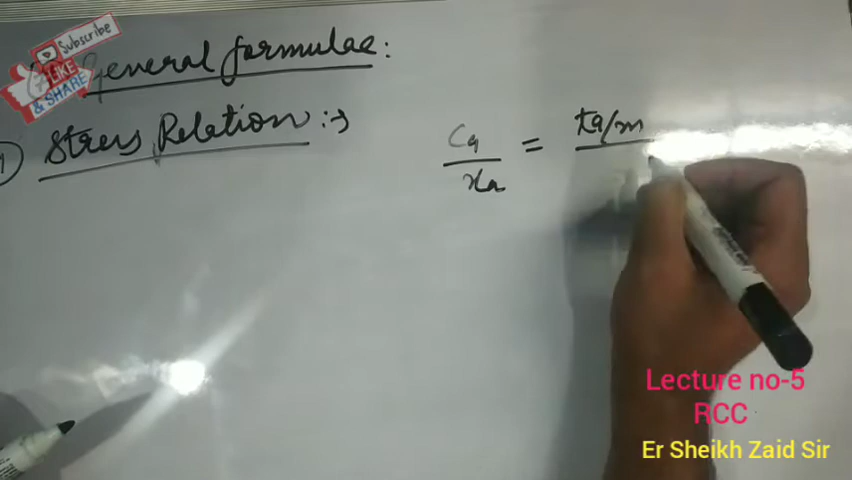 Subscribe
LIKE
& SHARE
General formulae:
1) Stress Relation :→
Ca/xa = ta/m
Lecture no-5
RCC
Er Sheikh Zaid Sir